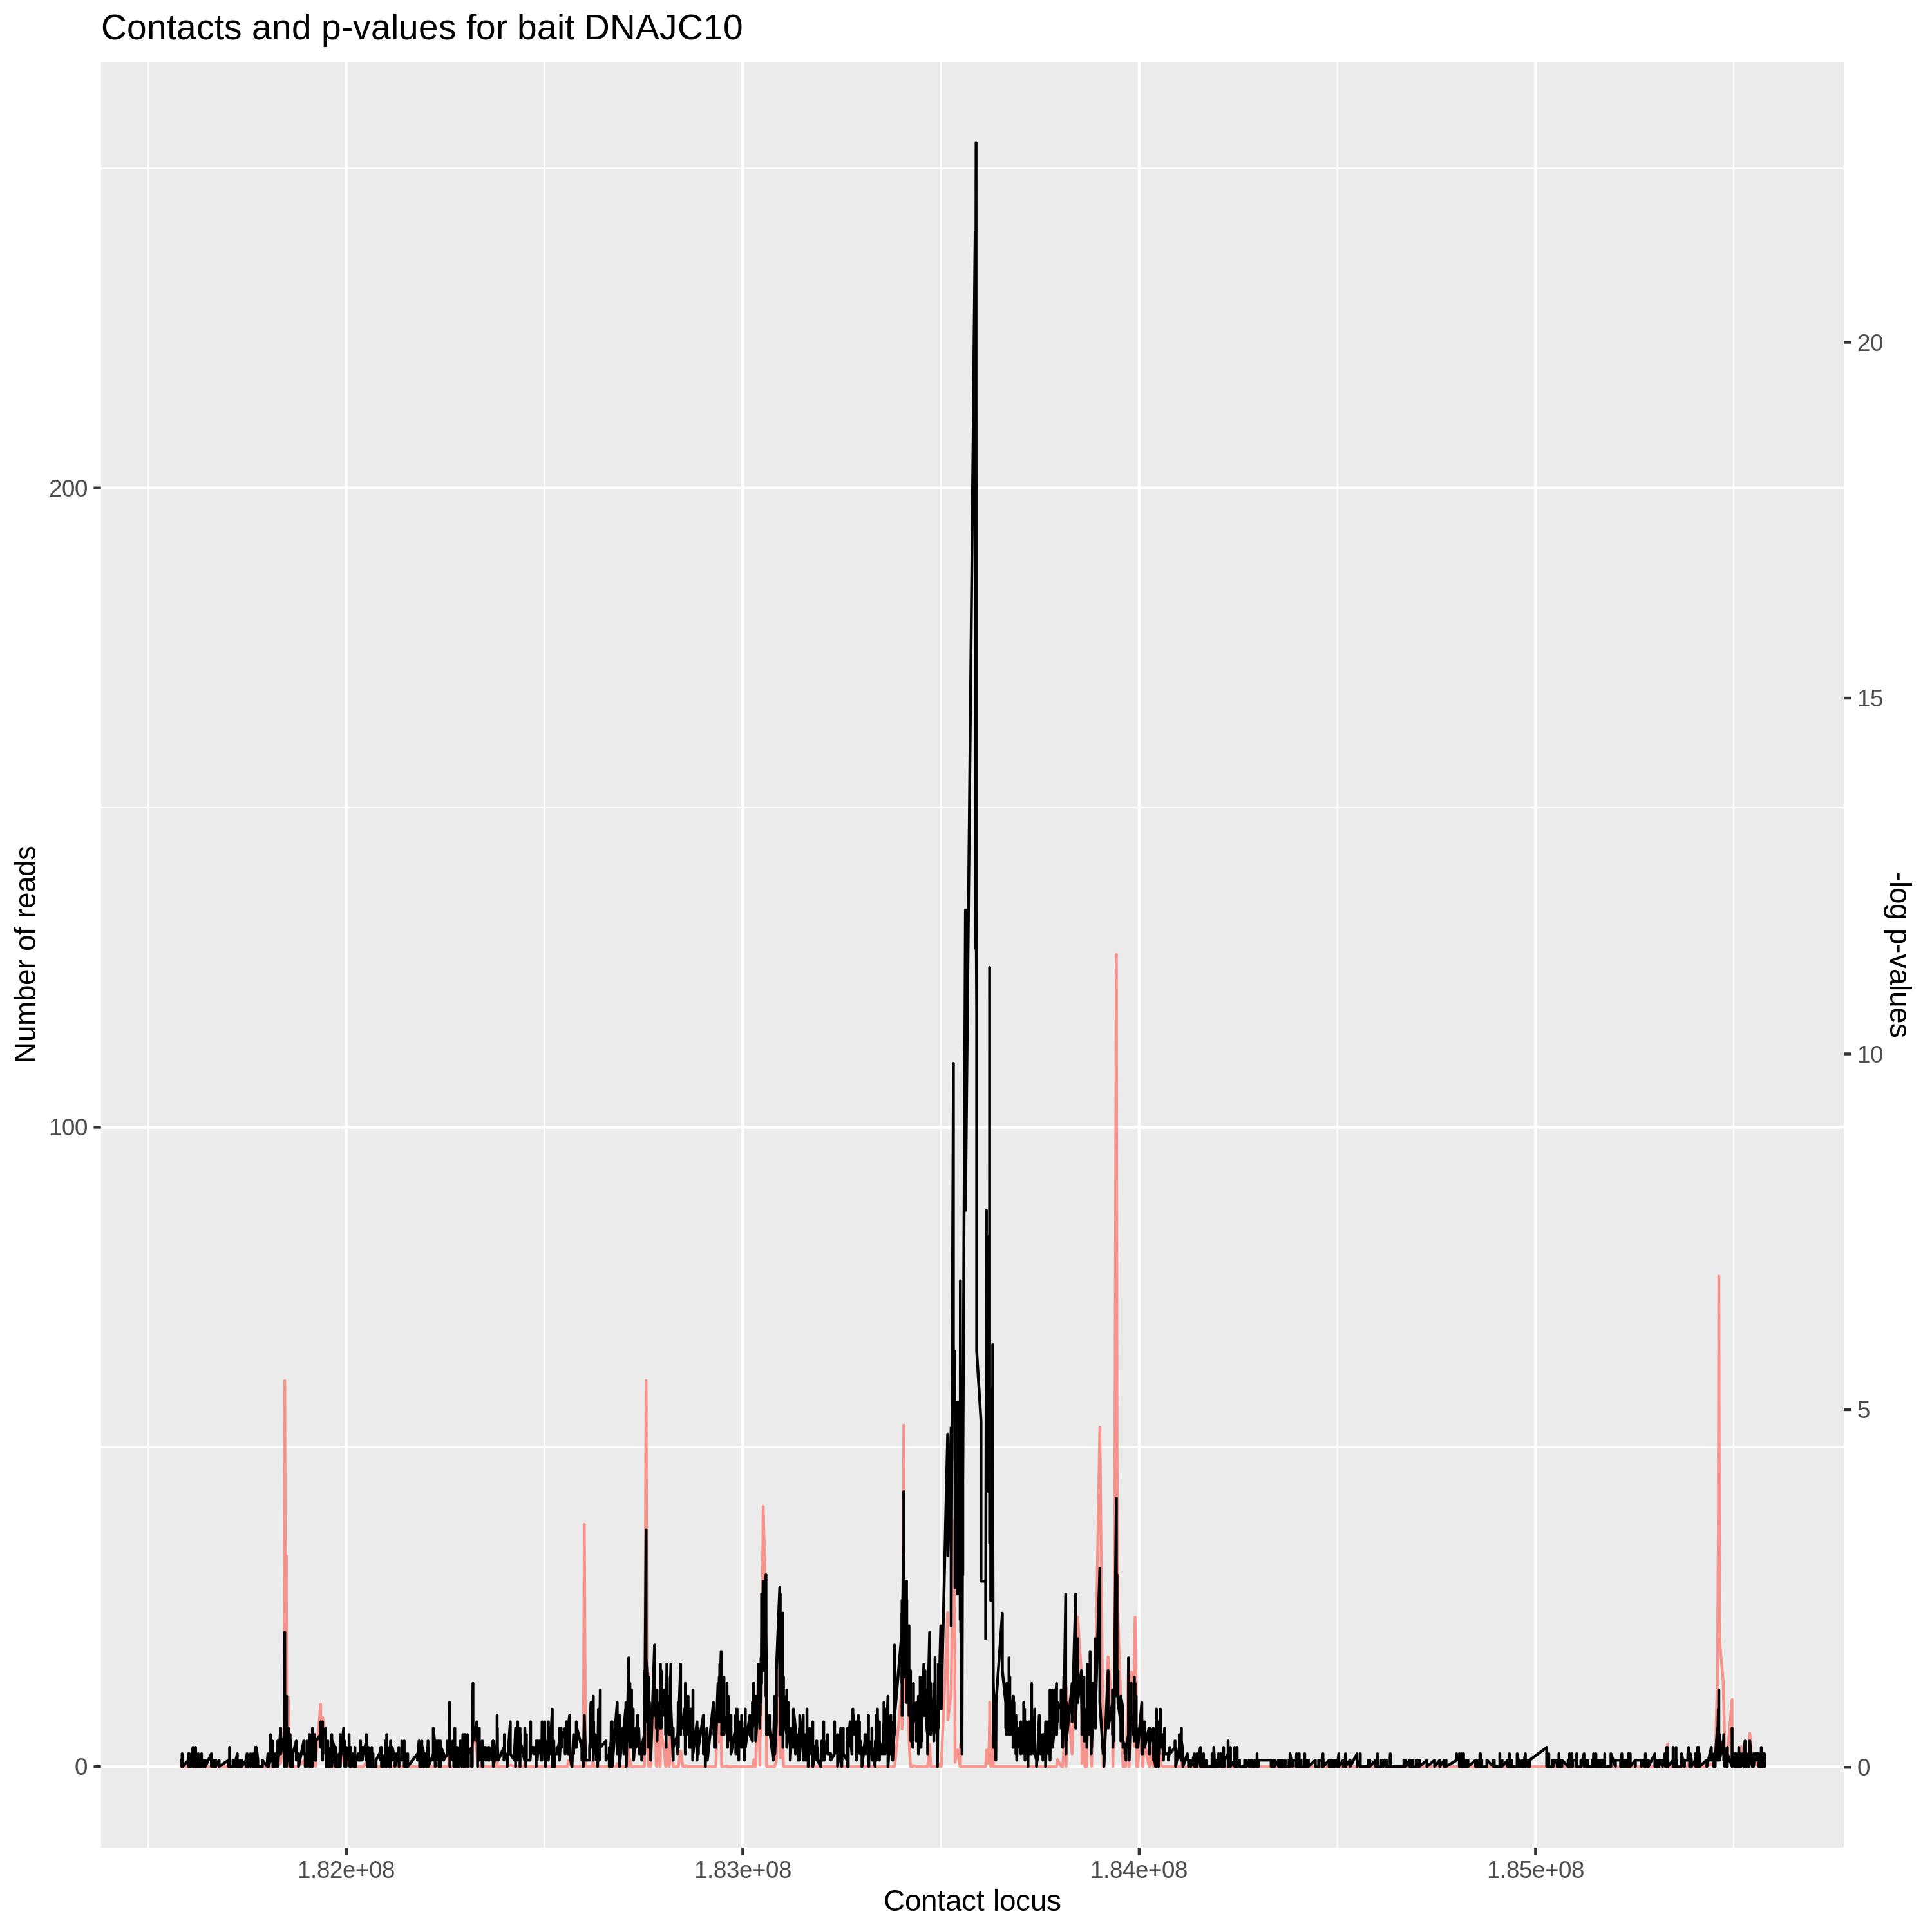 Contacts and p-values for bait DNAJC10
Number of reads
200
100
0
20
15
10
5
0
-log p-values
1.82e+08 1.83e+08 1.84e+08 1.85e+08
Contact locus